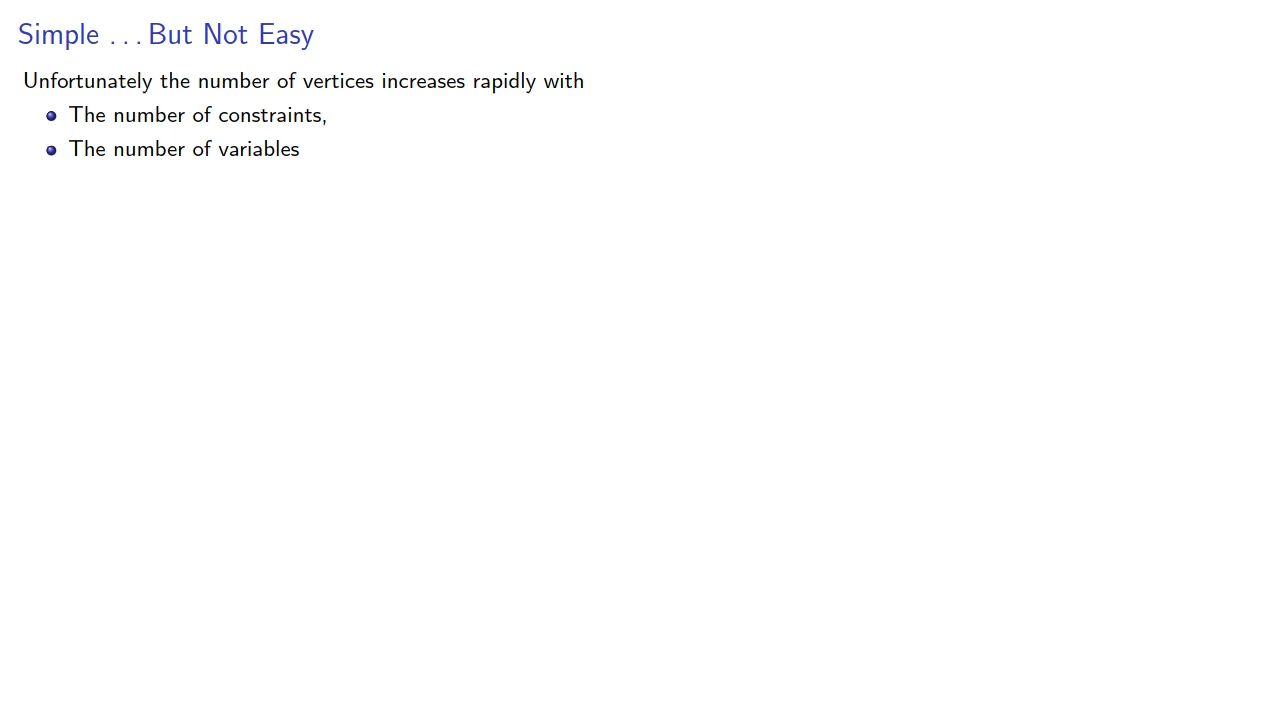 Simple ... But Not Easy
Unfortunately the number of vertices increases rapidly with
The number of constraints,
The number of variables